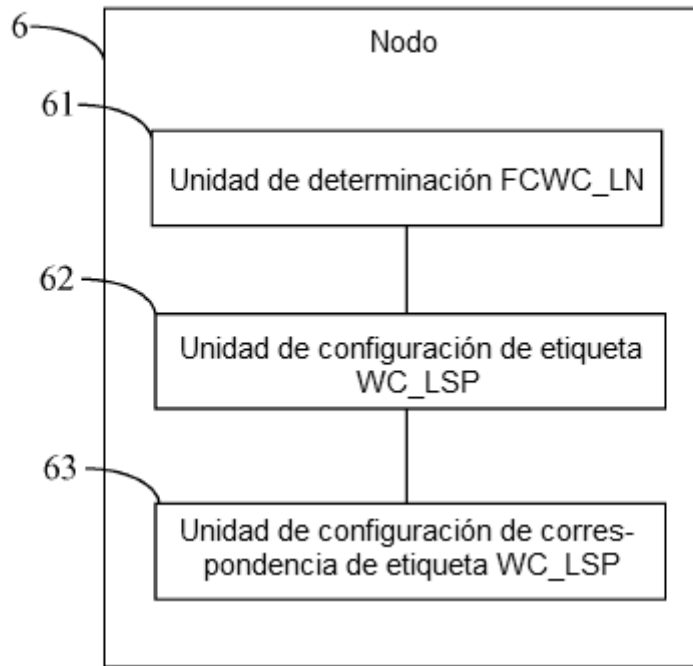 6
Nodo
61
Unidad de determinación FCWC_LN
62
Unidad de configuración de etiqueta
WC_LSP
63
Unidad de configuración de corres-
pondencia de etiqueta WC_LSP